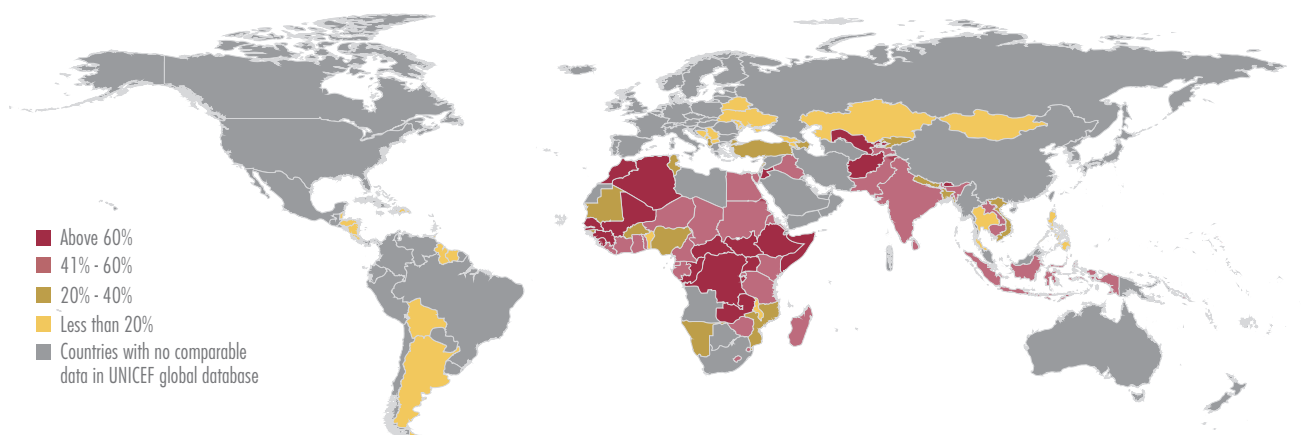 Above 60%
41% - 60%
20% - 40%
Less than 20%
Countries with no comparable
data in UNICEF global database